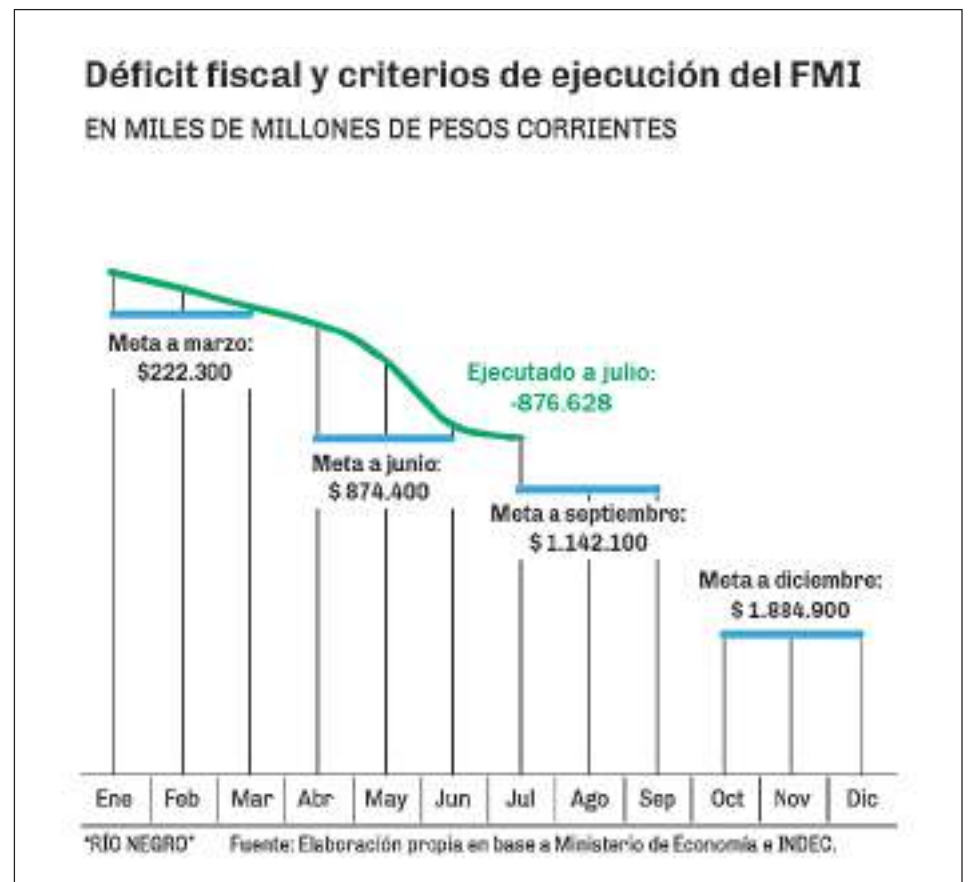 Déficit fiscal y criterios de ejecución del FMI
EN MILES DE MILLONES DE PESOS CORRIENTES
Meta a marzo:
$222.300
Ejecutado a julio:
-876.628
Meta a junio:
$874.400
Meta a septiembre:
$1.142.100
Meta a diciembre:
$1.884.900
Ene Feb Mar Abr May Jun Jul Ago Sep Oct Nov Dic
"RÍO NEGRO" Fuente: Elaboración propia en base a Ministerio de Economía e INDEC.